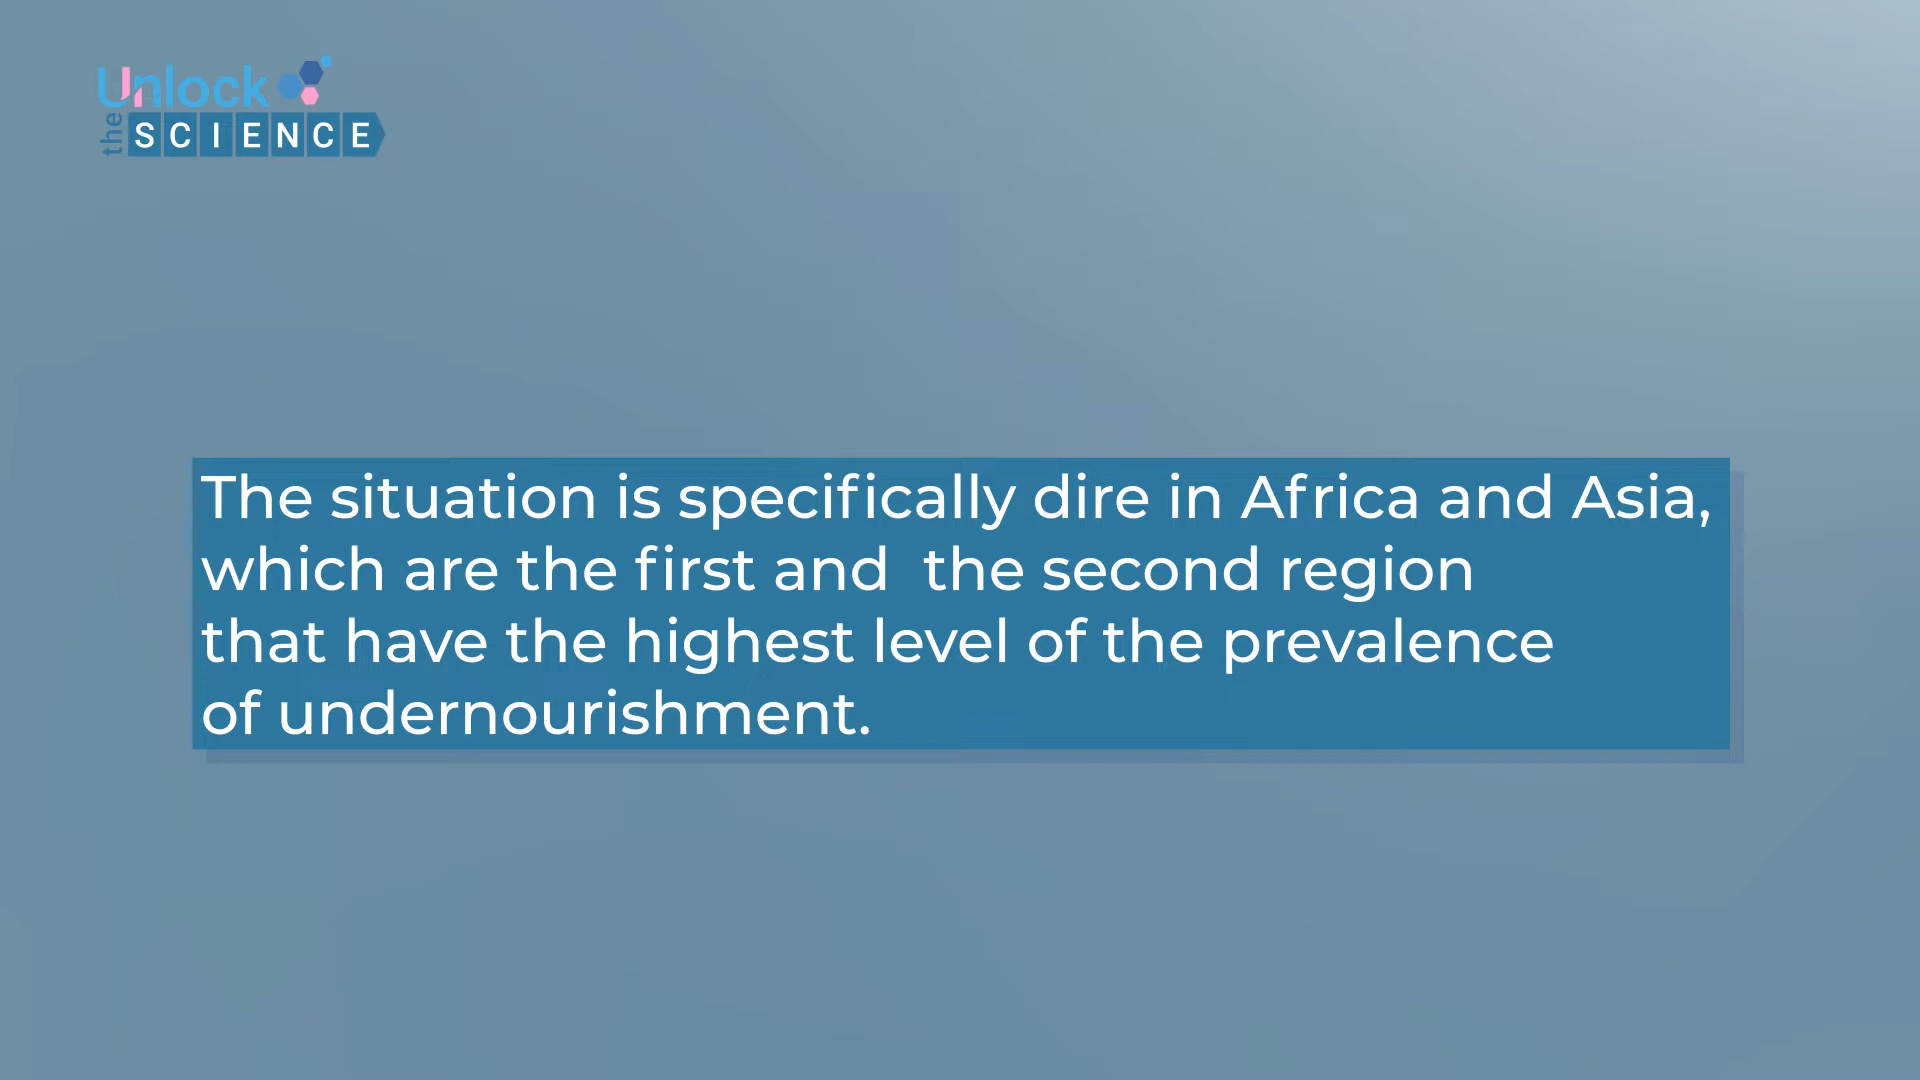 Unlock
the SCIENCE
The situation is specifically dire in Africa and Asia,
which are the first and  the second region
that have the highest level of the prevalence
of undernourishment.